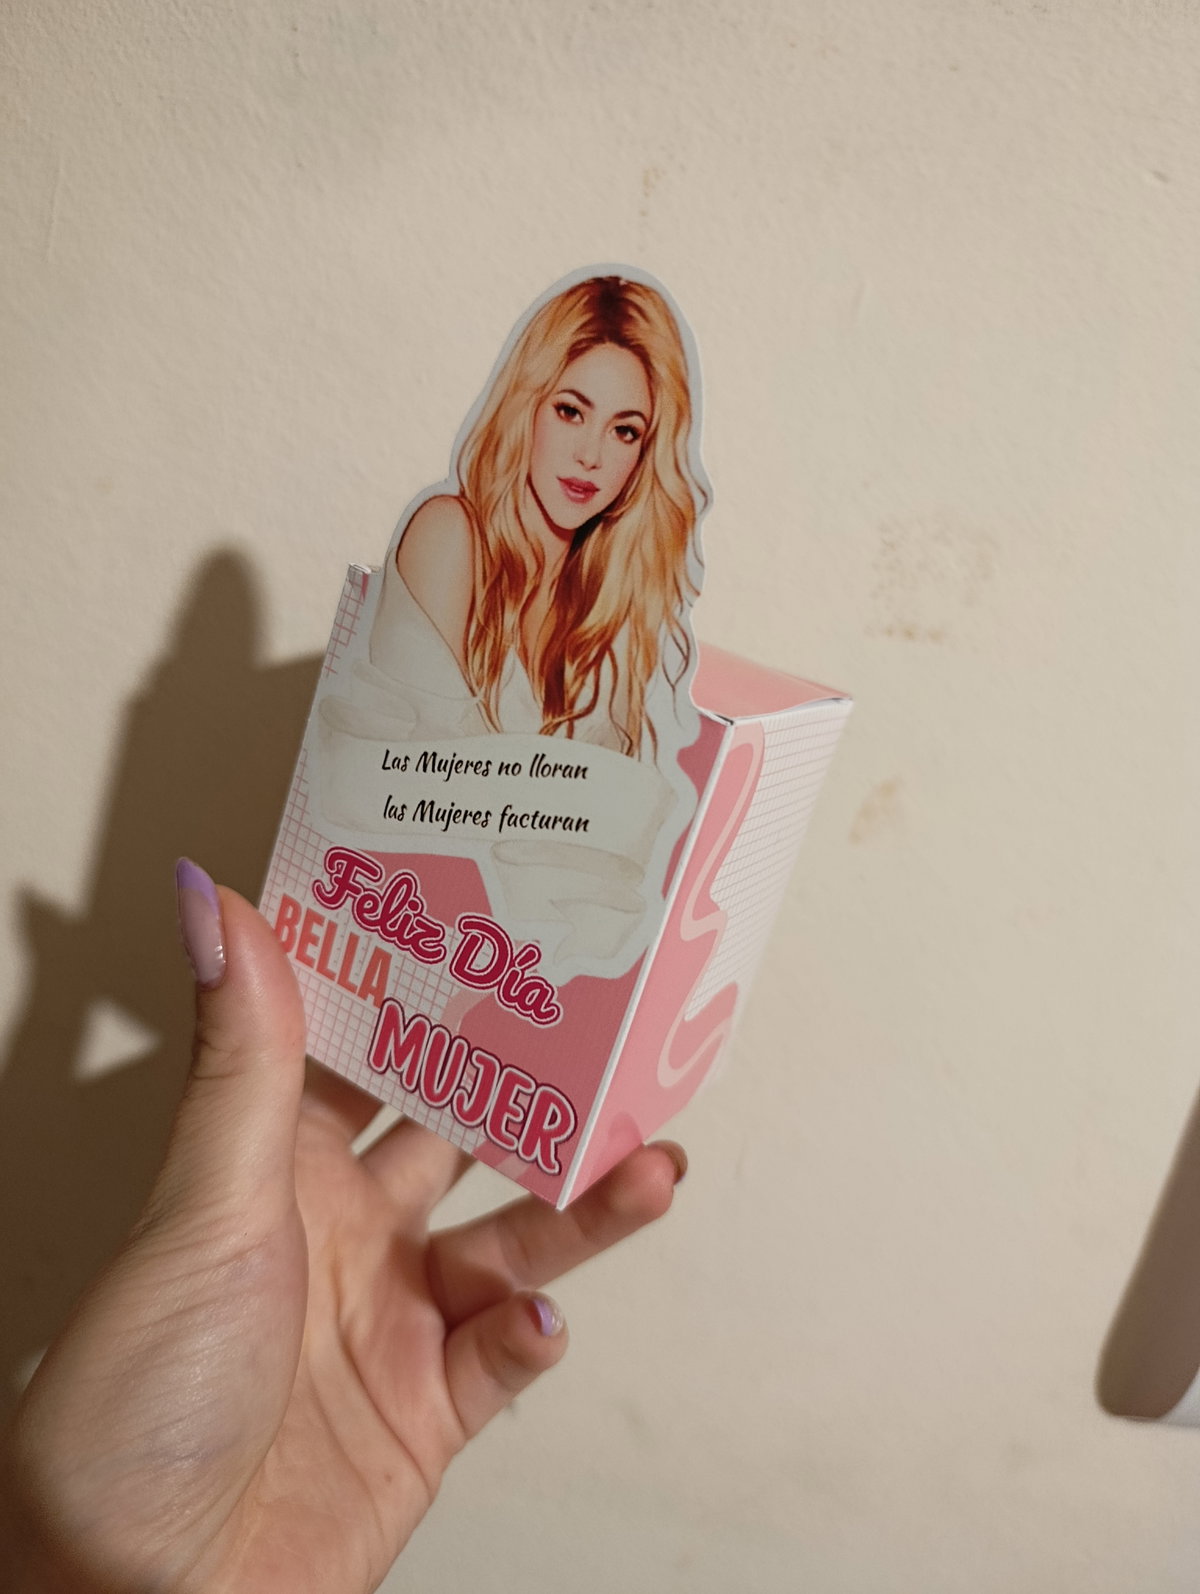 Las Mujeres no lloran
las Mujeres facturan
Feliz Día
BELLA
MUJER